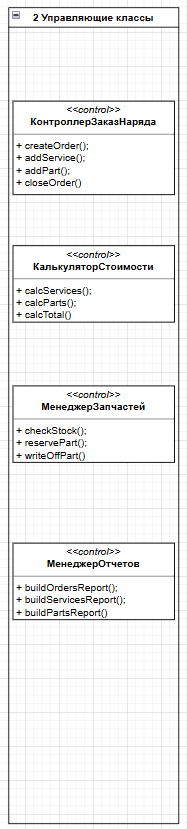 2 Управляющие классы
<<control>>
КонтроллерЗаказНаряда
+ createOrder();
+ addService();
+ addPart();
+ closeOrder()
<<control>>
КалькуляторСтоимости
+ calcServices();
+ calcParts();
+ calcTotal()
<<control>>
МенеджерЗапчастей
+ checkStock();
+ reservePart();
+ writeOffPart()
<<control>>
МенеджерОтчетов
+ buildOrdersReport();
+ buildServicesReport();
+ buildPartsReport()